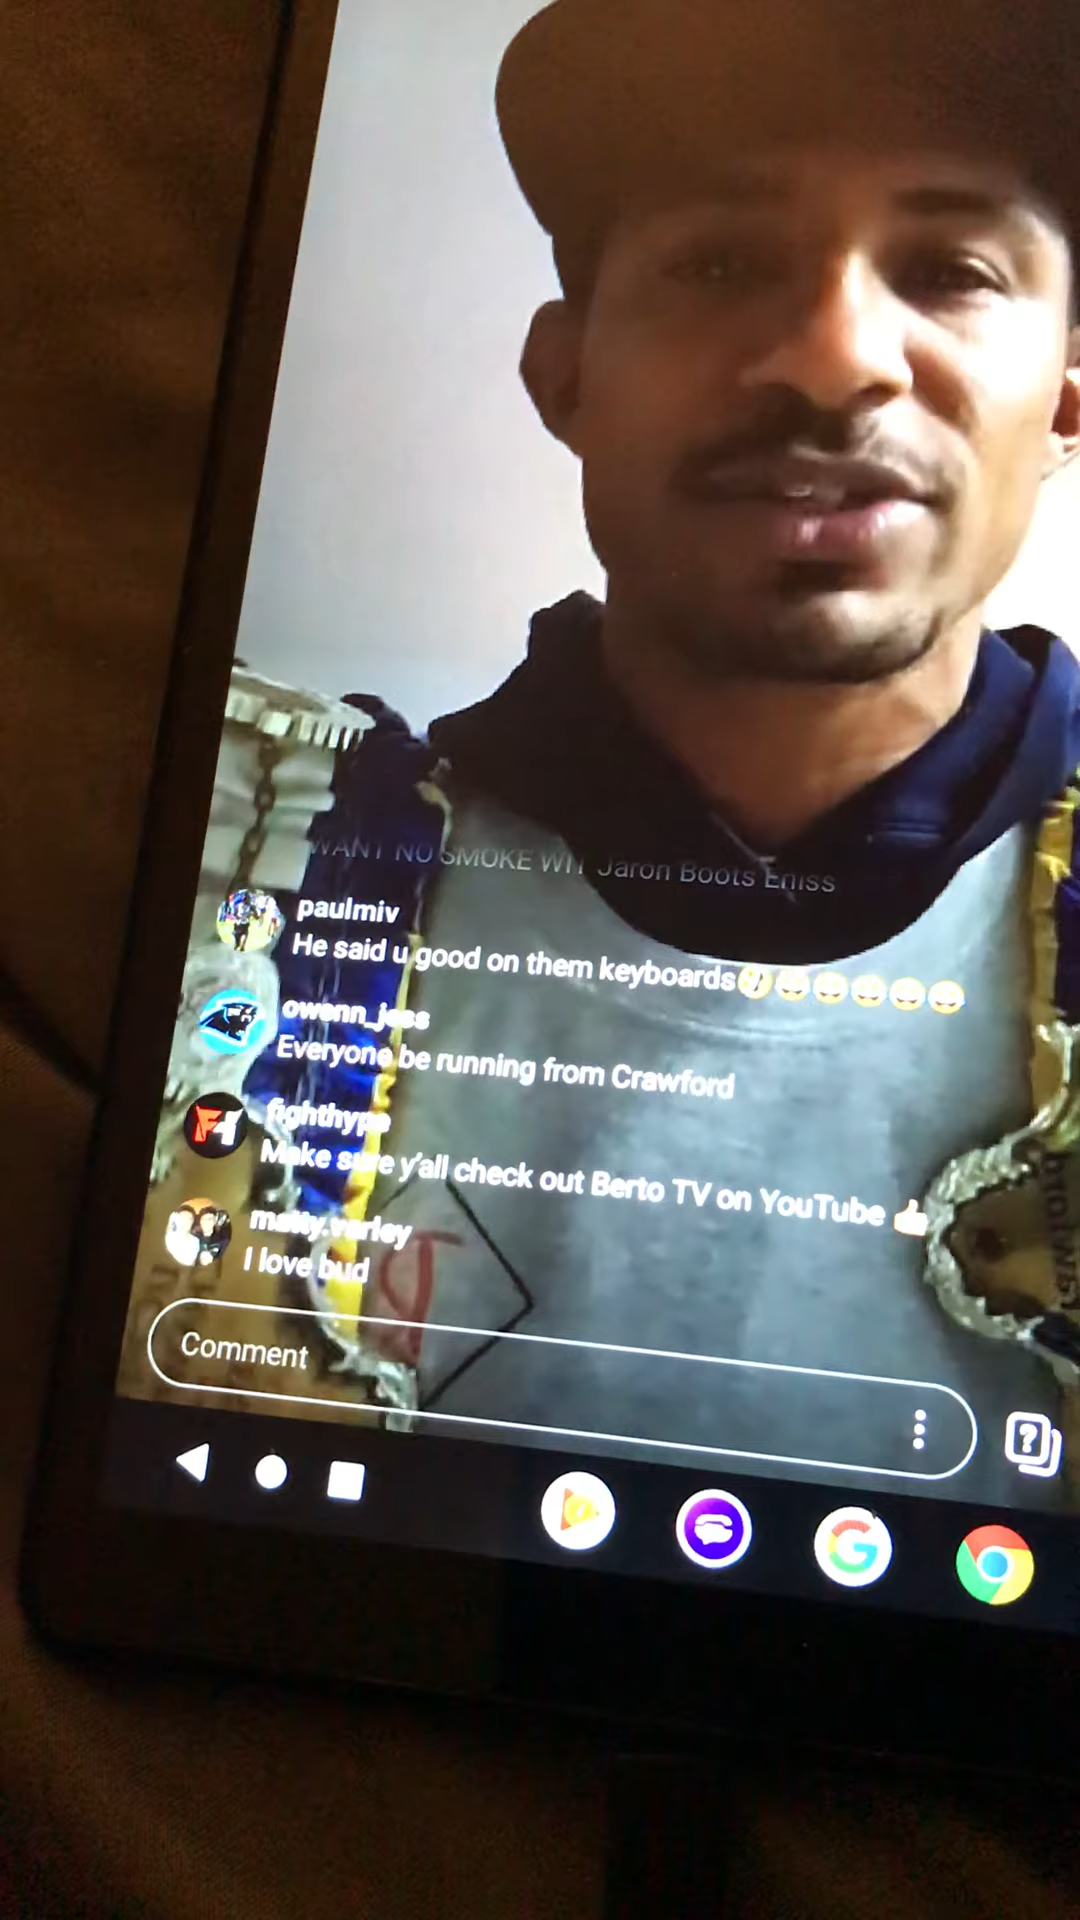 WANT NO SMOKE WIT Jaron Boots Eniss
paulmiv
He said u good on them keyboards🤣😂😂😂😂😂
owenn_jess
Everyone be running from Crawford
fighthype
Make sure y'all check out Berto TV on YouTube 👍
matty.varley
I love bud
Comment